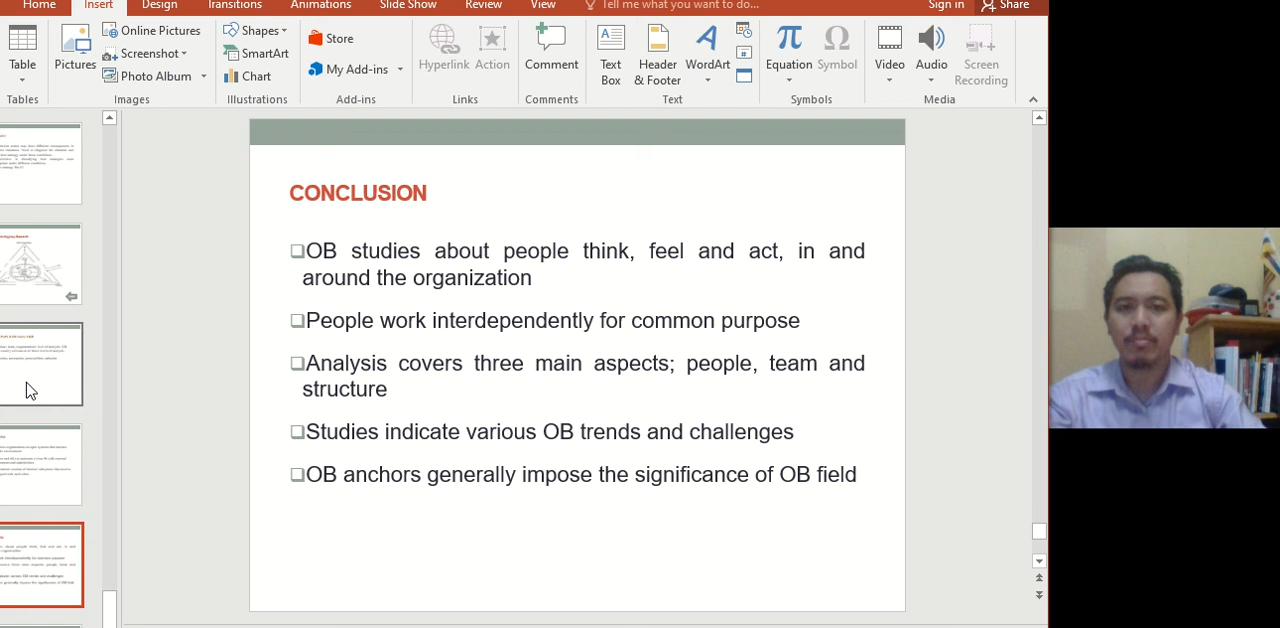 Home Insert Design Transitions Animations Slide Show Review View Tell me what you want to do... Sign in Share
Table
Pictures
Online Pictures
Screenshot
Photo Album
Shapes
SmartArt
Chart
Store
My Add-ins
Hyperlink
Action
Comment
Text
Box
Header
& Footer
WordArt
Equation
Symbol
Video
Audio
Screen
Recording
Tables Images Illustrations Add-ins Links Comments Text Symbols Media
CONCLUSION
OB studies about people think, feel and act, in and
around the organization
People work interdependently for common purpose
Analysis covers three main aspects; people, team and
structure
Studies indicate various OB trends and challenges
OB anchors generally impose the significance of OB field